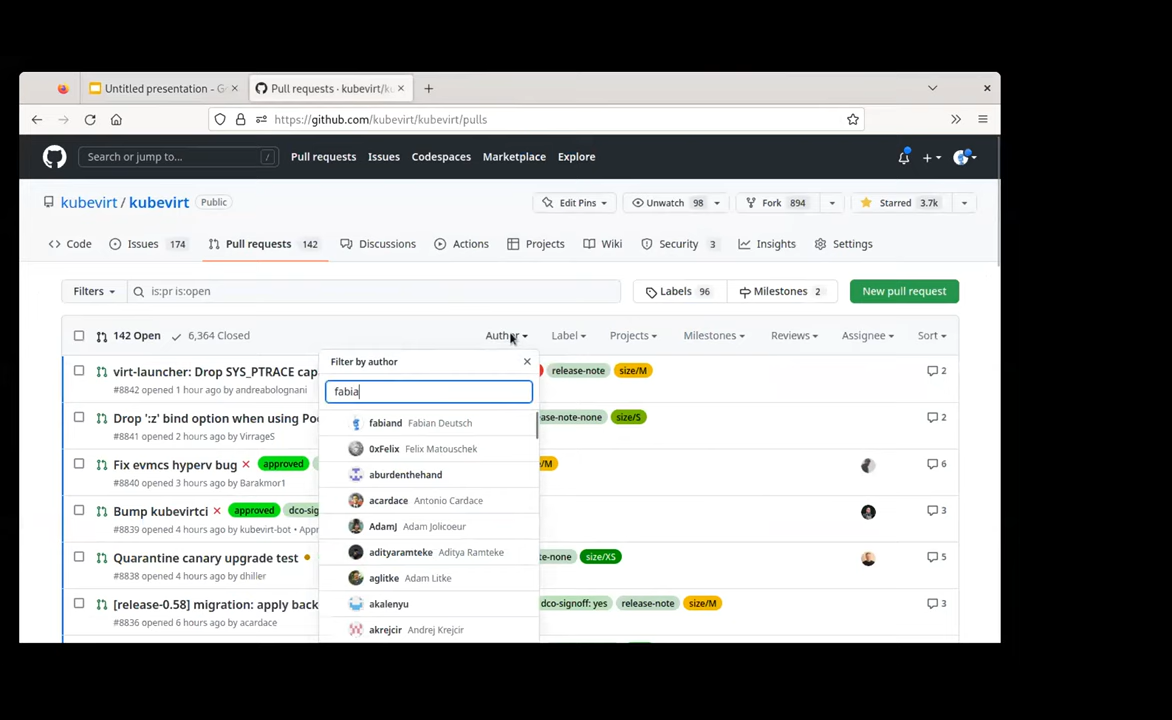 Untitled presentation - G
Pull requests · kubevirt/k
https://github.com/kubevirt/kubevirt/pulls
Search or jump to... /
Pull requests Issues Codespaces Marketplace Explore
kubevirt / kubevirt Public
Edit Pins Unwatch 98 Fork 894 Starred 3.7k
Code Issues 174 Pull requests 142 Discussions Actions Projects Wiki Security 3 Insights Settings
Filters is:pr is:open Labels 96 Milestones 2 New pull request
142 Open 6,364 Closed Author Label Projects Milestones Reviews Assignee Sort
Filter by author
fabia
fabiand Fabian Deutsch
0xFelix Felix Matouschek
aburdenthehand
acardace Antonio Cardace
AdamJ Adam Jolicoeur
adityaramteke Aditya Ramteke
aglitke Adam Litke
akalenyu
akrejcir Andrej Krejcir
virt-launcher: Drop SYS_PTRACE cap release-note size/M 2
#8842 opened 1 hour ago by andreabolognani
Drop ':z' bind option when using Po ase-note-none size/S 2
#8841 opened 2 hours ago by VirrageS
Fix evmcs hyperv bug approved /M 6
#8840 opened 3 hours ago by Barakmor1
Bump kubevirtci approved dco-sig 3
#8839 opened 4 hours ago by kubevirt-bot • Appr
Quarantine canary upgrade test e-none size/XS 5
#8838 opened 4 hours ago by dhiller
[release-0.58] migration: apply back dco-signoff: yes release-note size/M 3
#8836 opened 6 hours ago by acardace